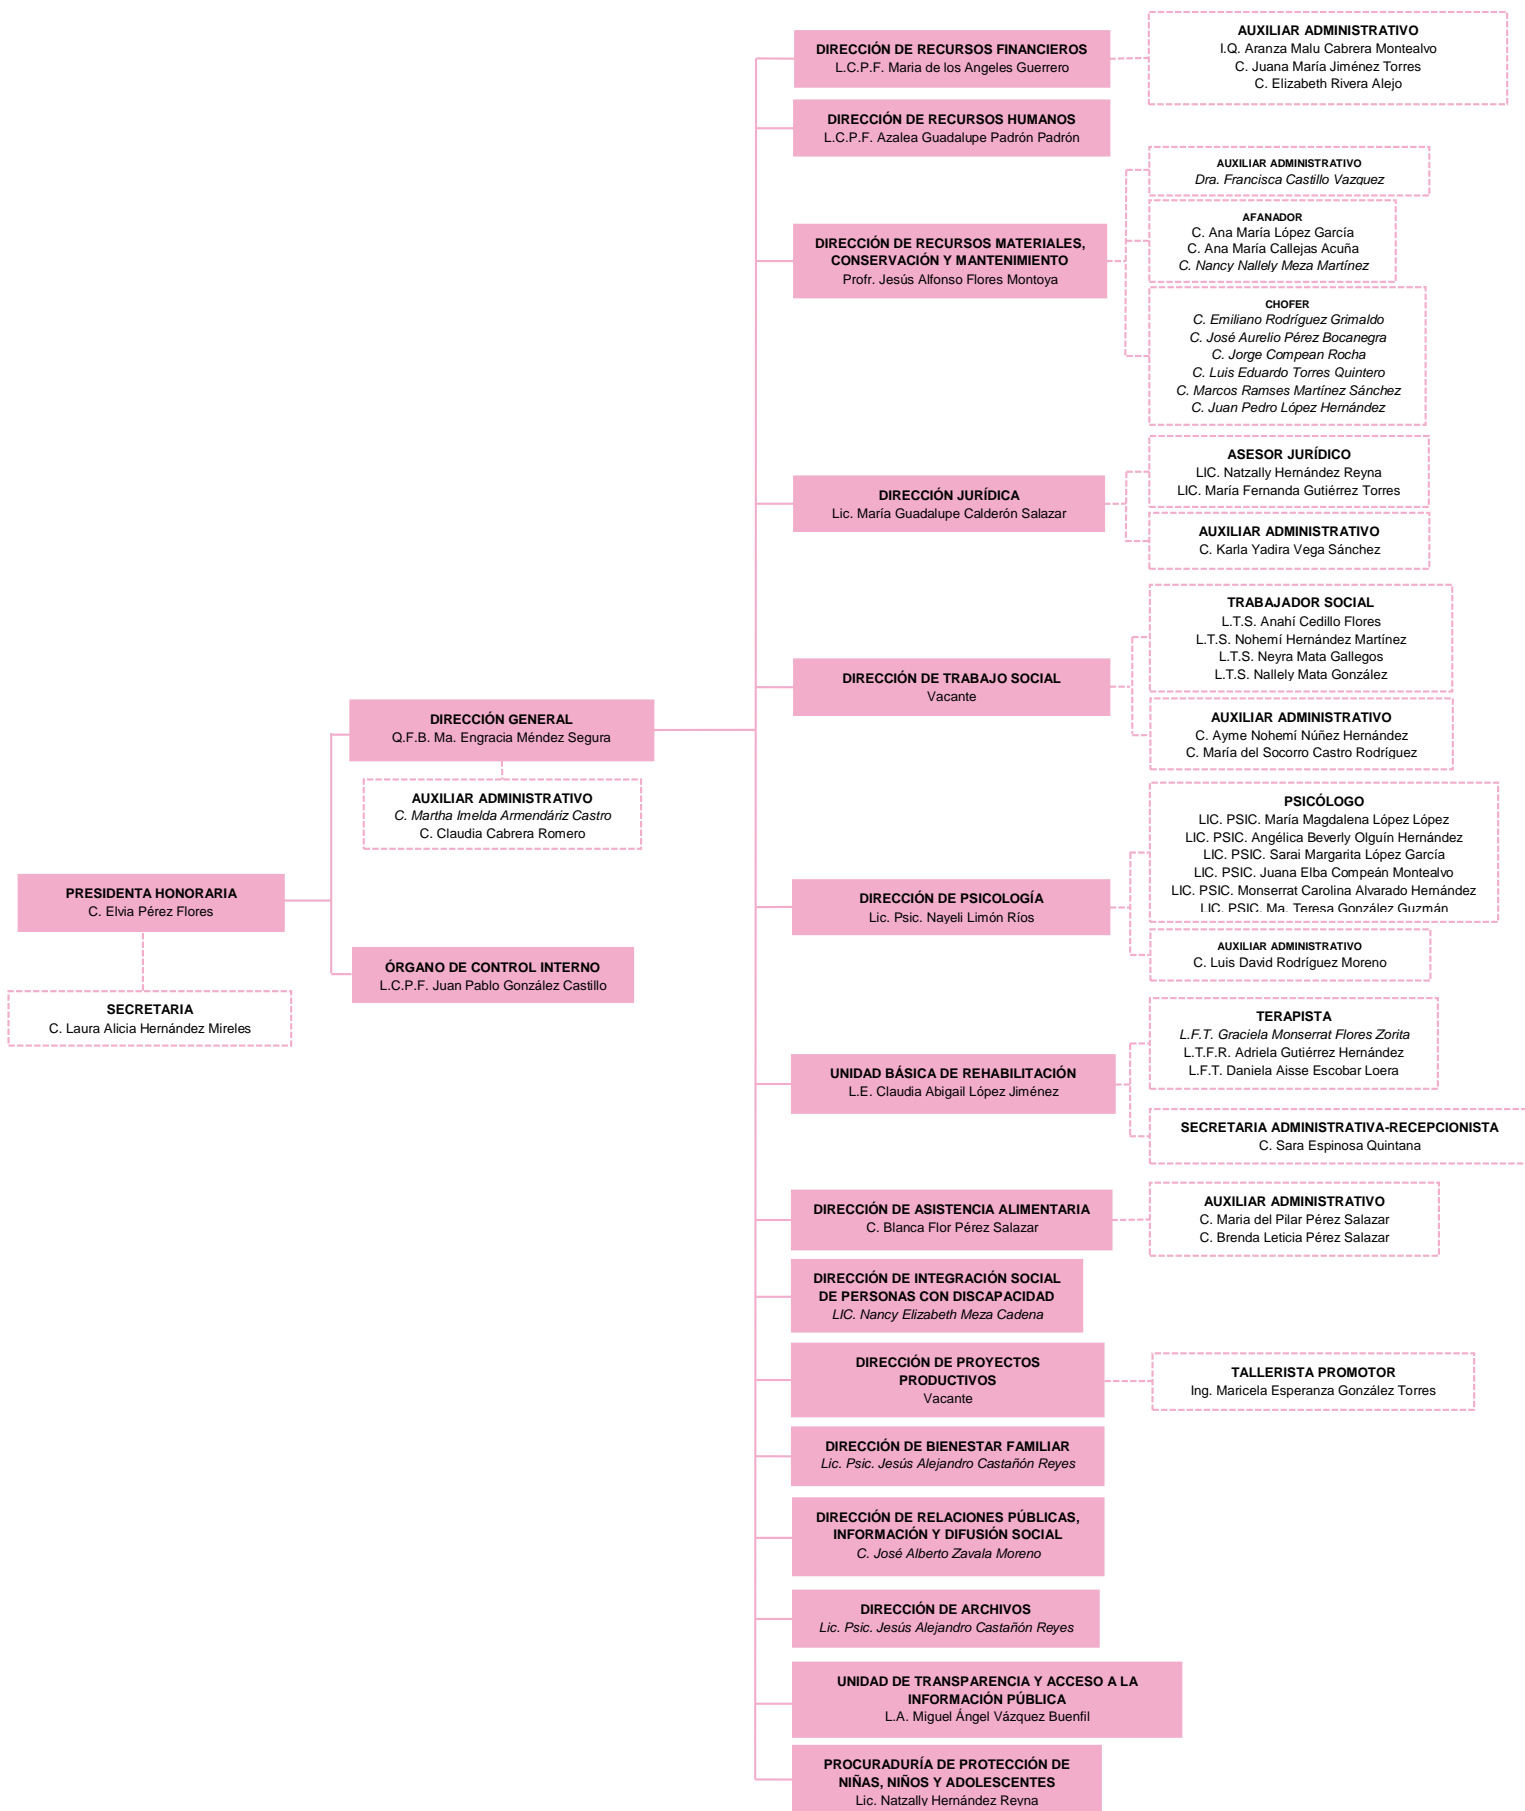 PRESIDENTA HONORARIA
C. Elvia Pérez Flores
SECRETARIA
C. Laura Alicia Hernández Mireles
DIRECCIÓN GENERAL
Q.F.B. Ma. Engracia Méndez Segura
AUXILIAR ADMINISTRATIVO
C. Martha Imelda Armendáriz Castro
C. Claudia Cabrera Romero
ÓRGANO DE CONTROL INTERNO
L.C.P.F. Juan Pablo González Castillo
DIRECCIÓN DE RECURSOS FINANCIEROS
L.C.P.F. Maria de los Angeles Guerrero
AUXILIAR ADMINISTRATIVO
I.Q. Aranza Malu Cabrera Montealvo
C. Juana María Jiménez Torres
C. Elizabeth Rivera Alejo
DIRECCIÓN DE RECURSOS HUMANOS
L.C.P.F. Azalea Guadalupe Padrón Padrón
DIRECCIÓN DE RECURSOS MATERIALES,
CONSERVACIÓN Y MANTENIMIENTO
Profr. Jesús Alfonso Flores Montoya
AUXILIAR ADMINISTRATIVO
Dra. Francisca Castillo Vazquez
AFANADOR
C. Ana María López García
C. Ana María Callejas Acuña
C. Nancy Nallely Meza Martínez
CHOFER
C. Emiliano Rodríguez Grimaldo
C. José Aurelio Pérez Bocanegra
C. Jorge Compean Rocha
C. Luis Eduardo Torres Quintero
C. Marcos Ramses Martínez Sánchez
C. Juan Pedro López Hernández
DIRECCIÓN JURÍDICA
Lic. María Guadalupe Calderón Salazar
ASESOR JURÍDICO
LIC. Natzally Hernández Reyna
LIC. María Fernanda Gutiérrez Torres
AUXILIAR ADMINISTRATIVO
C. Karla Yadira Vega Sánchez
DIRECCIÓN DE TRABAJO SOCIAL
Vacante
TRABAJADOR SOCIAL
L.T.S. Anahí Cedillo Flores
L.T.S. Nohemí Hernández Martínez
L.T.S. Neyra Mata Gallegos
L.T.S. Nallely Mata González
AUXILIAR ADMINISTRATIVO
C. Ayme Nohemí Núñez Hernández
C. María del Socorro Castro Rodríguez
DIRECCIÓN DE PSICOLOGÍA
Lic. Psic. Nayeli Limón Ríos
PSICÓLOGO
LIC. PSIC. María Magdalena López López
LIC. PSIC. Angélica Beverly Olguín Hernández
LIC. PSIC. Sarai Margarita López García
LIC. PSIC. Juana Elba Compeán Montealvo
LIC. PSIC. Monserrat Carolina Alvarado Hernández
LIC. PSIC. Ma. Teresa González Guzmán
AUXILIAR ADMINISTRATIVO
C. Luis David Rodríguez Moreno
UNIDAD BÁSICA DE REHABILITACIÓN
L.E. Claudia Abigail López Jiménez
TERAPISTA
L.F.T. Graciela Monserrat Flores Zorita
L.T.F.R. Adriela Gutiérrez Hernández
L.F.T. Daniela Aisse Escobar Loera
SECRETARIA ADMINISTRATIVA-RECEPCIONISTA
C. Sara Espinosa Quintana
DIRECCIÓN DE ASISTENCIA ALIMENTARIA
C. Blanca Flor Pérez Salazar
AUXILIAR ADMINISTRATIVO
C. Maria del Pilar Pérez Salazar
C. Brenda Leticia Pérez Salazar
DIRECCIÓN DE INTEGRACIÓN SOCIAL
DE PERSONAS CON DISCAPACIDAD
LIC. Nancy Elizabeth Meza Cadena
DIRECCIÓN DE PROYECTOS
PRODUCTIVOS
Vacante
TALLERISTA PROMOTOR
Ing. Maricela Esperanza González Torres
DIRECCIÓN DE BIENESTAR FAMILIAR
Lic. Psic. Jesús Alejandro Castañón Reyes
DIRECCIÓN DE RELACIONES PÚBLICAS,
INFORMACIÓN Y DIFUSIÓN SOCIAL
C. José Alberto Zavala Moreno
DIRECCIÓN DE ARCHIVOS
Lic. Psic. Jesús Alejandro Castañón Reyes
UNIDAD DE TRANSPARENCIA Y ACCESO A LA
INFORMACIÓN PÚBLICA
L.A. Miguel Ángel Vázquez Buenfil
PROCURADURÍA DE PROTECCIÓN DE
NIÑAS, NIÑOS Y ADOLESCENTES
Lic. Natzally Hernández Reyna